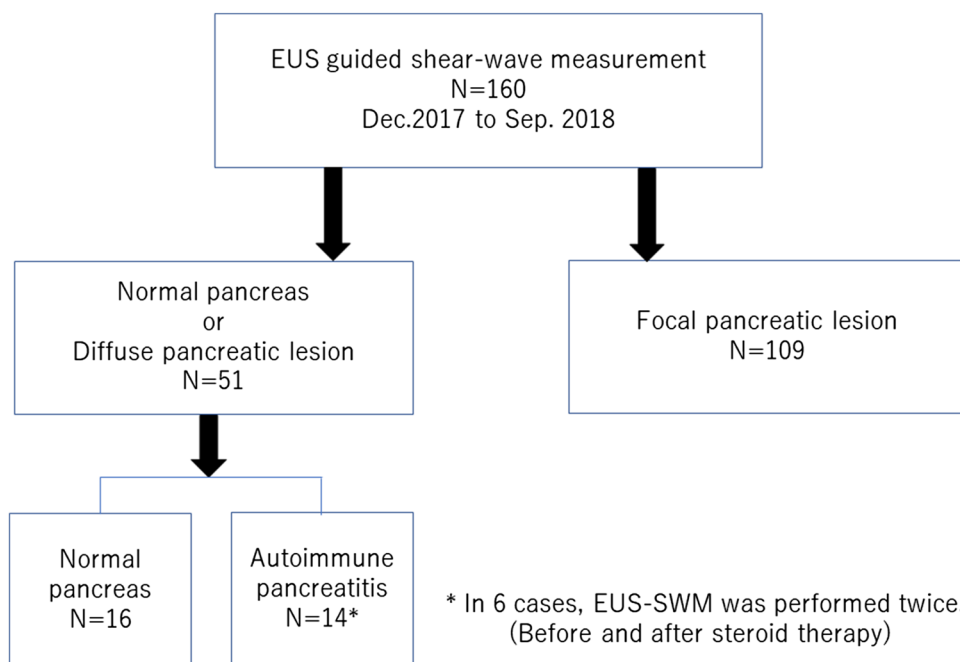 EUS guided shear-wave measurement
N=160
Dec.2017 to Sep. 2018
Normal pancreas
or
Diffuse pancreatic lesion
N=51
Focal pancreatic lesion
N=109
Normal
pancreas
N=16
Autoimmune
pancreatitis
N=14*
* In 6 cases, EUS-SWM was performed twice.
(Before and after steroid therapy)